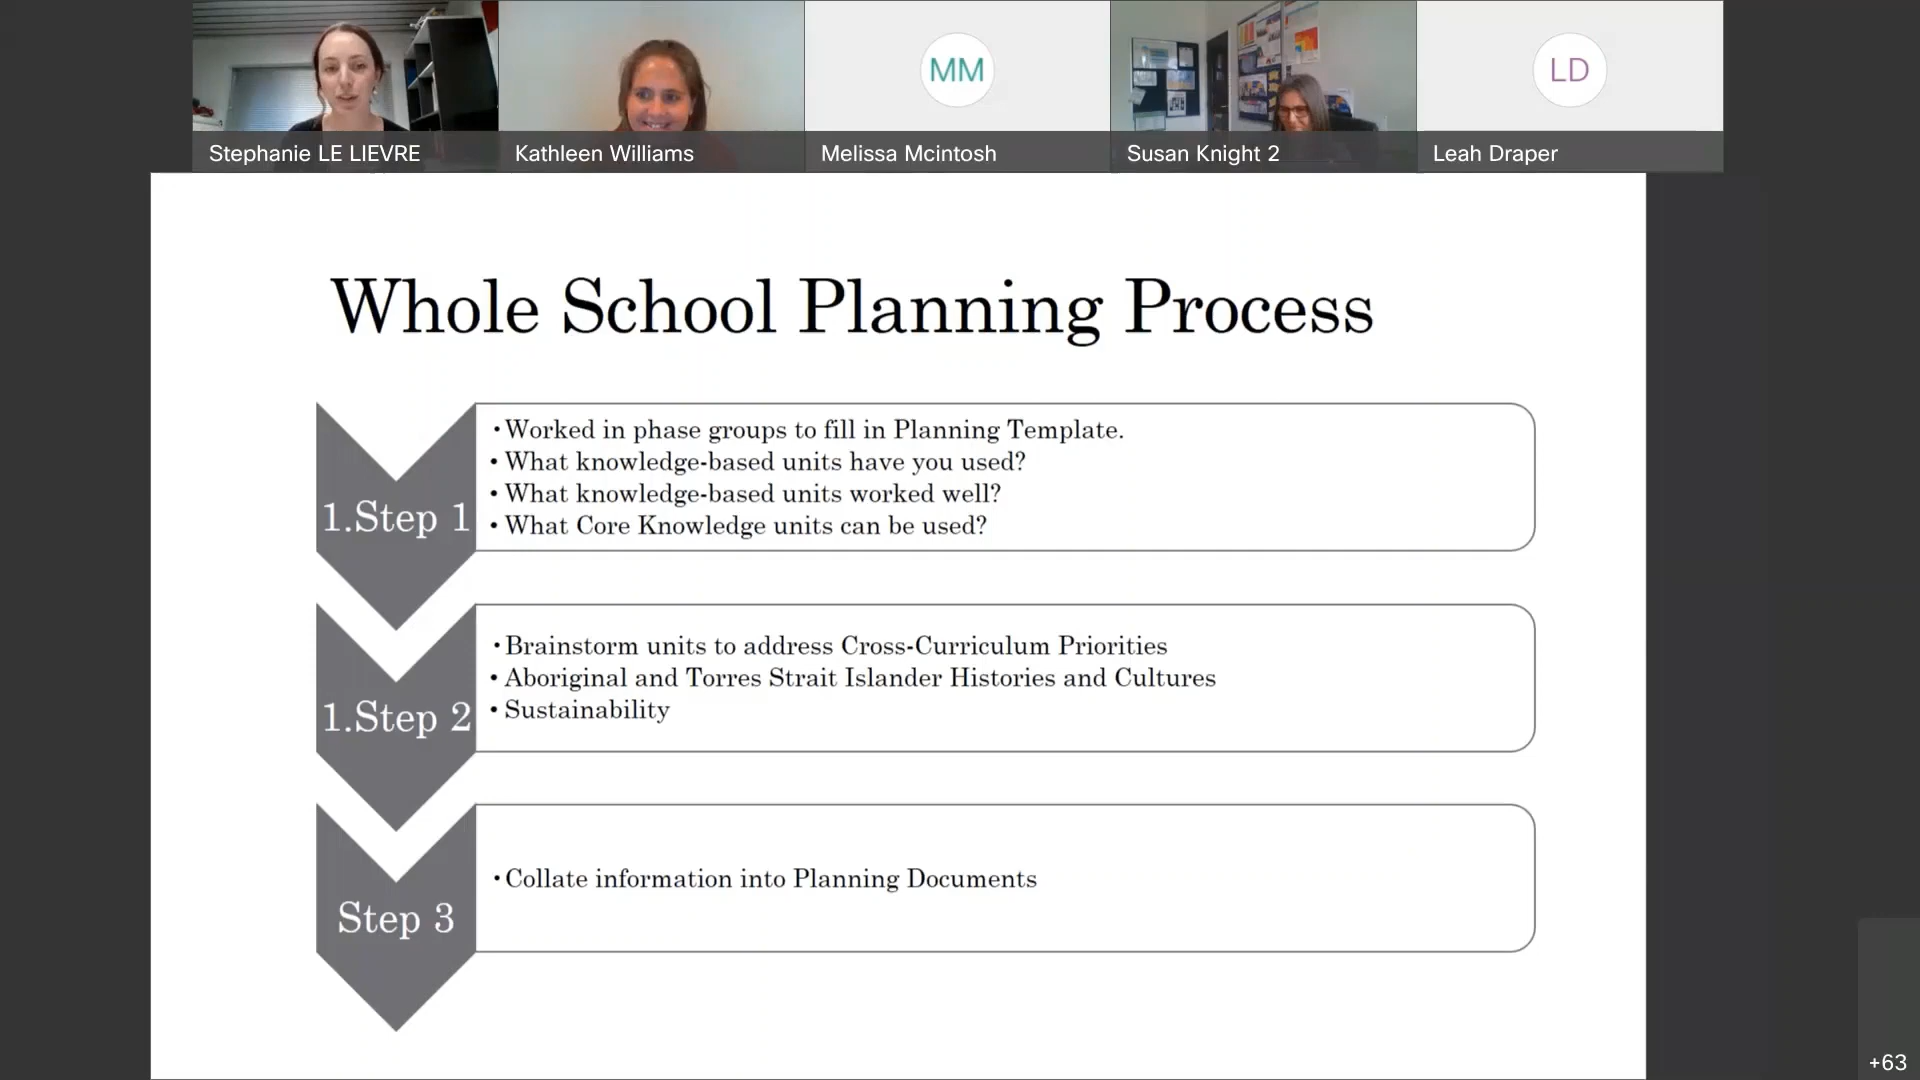 MM
LD
Stephanie LE LIEVRE
Kathleen Williams
Melissa Mcintosh
Susan Knight 2
Leah Draper
Whole School Planning Process
1.Step 1
•Worked in phase groups to fill in Planning Template.
• What knowledge-based units have you used?
• What knowledge-based units worked well?
• What Core Knowledge units can be used?
1.Step 2
•Brainstorm units to address Cross-Curriculum Priorities
• Aboriginal and Torres Strait Islander Histories and Cultures
• Sustainability
Step 3
•Collate information into Planning Documents
+63